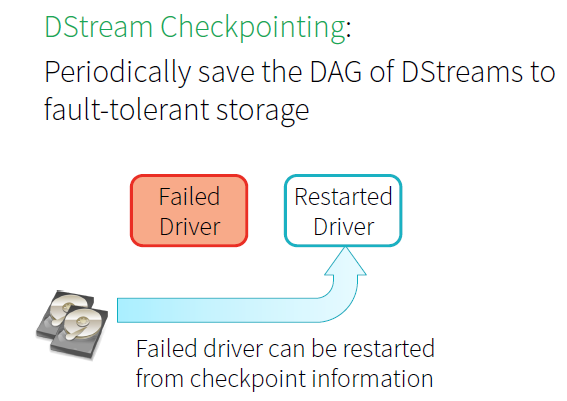 DStream Checkpointing:
Periodically save the DAG of DStreams to
fault-tolerant storage
Failed
Driver
Restarted
Driver
Failed driver can be restarted
from checkpoint information